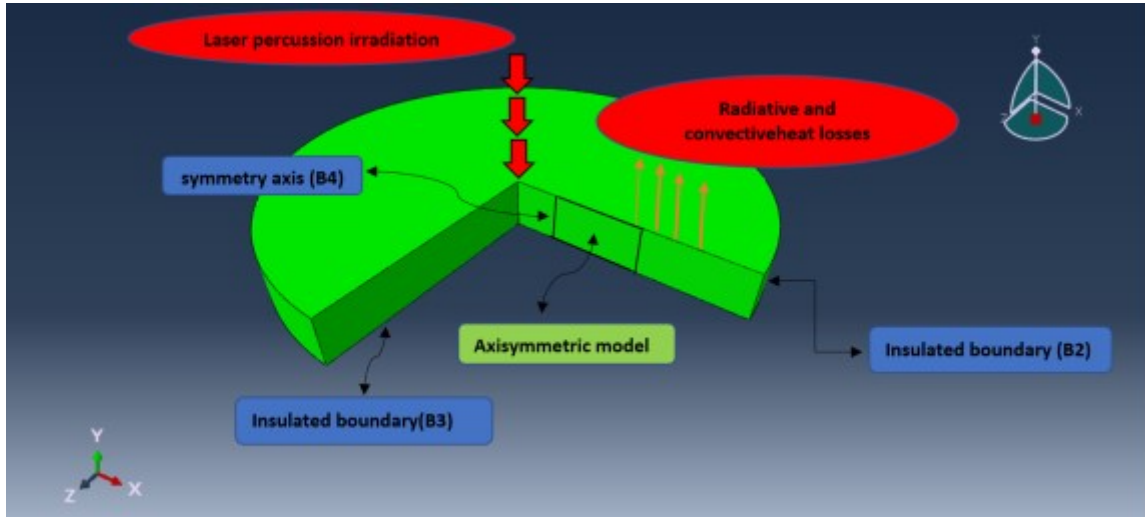 Laser percussion irradiation
Radiative and
convectiveheat losses
symmetry axis (B4)
Axisymmetric model
Insulated boundary (B2)
Insulated boundary(B3)
Y
X
Z
Y
Z
X